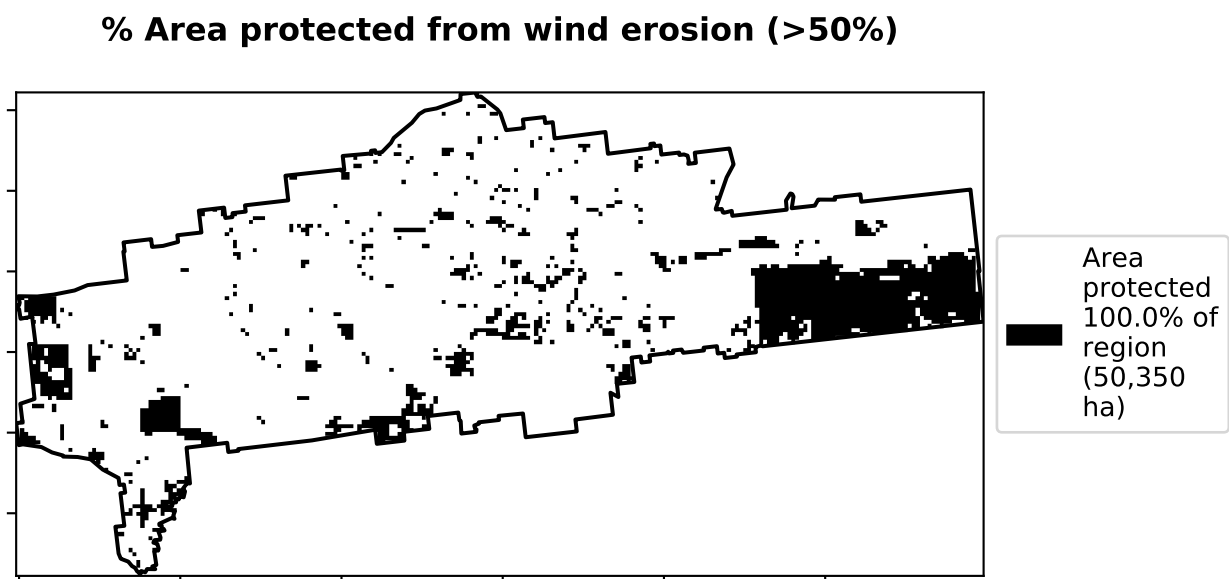 % Area protected from wind erosion (>50%)
Area
protected
100.0% of
region
(50,350
ha)